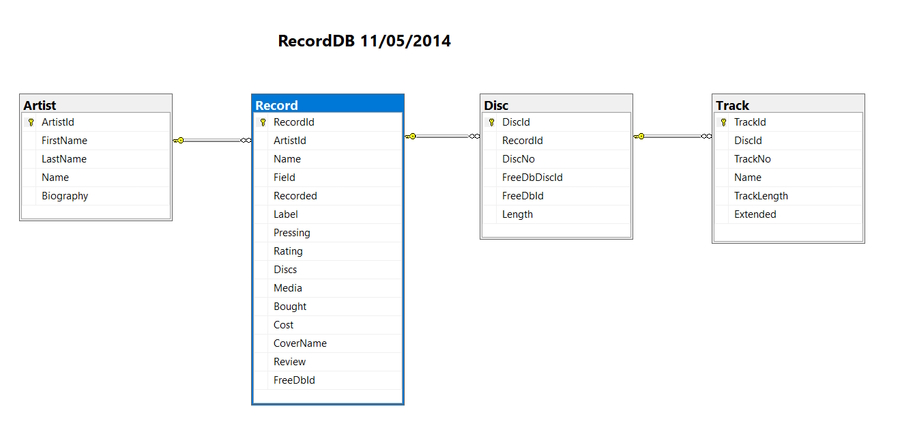 RecordDB 11/05/2014
Artist
ArtistId
FirstName
LastName
Name
Biography
Record
RecordId
ArtistId
Name
Field
Recorded
Label
Pressing
Rating
Discs
Media
Bought
Cost
CoverName
Review
FreeDbId
Disc
DiscId
RecordId
DiscNo
FreeDbDiscId
FreeDbId
Length
Track
TrackId
DiscId
TrackNo
Name
TrackLength
Extended